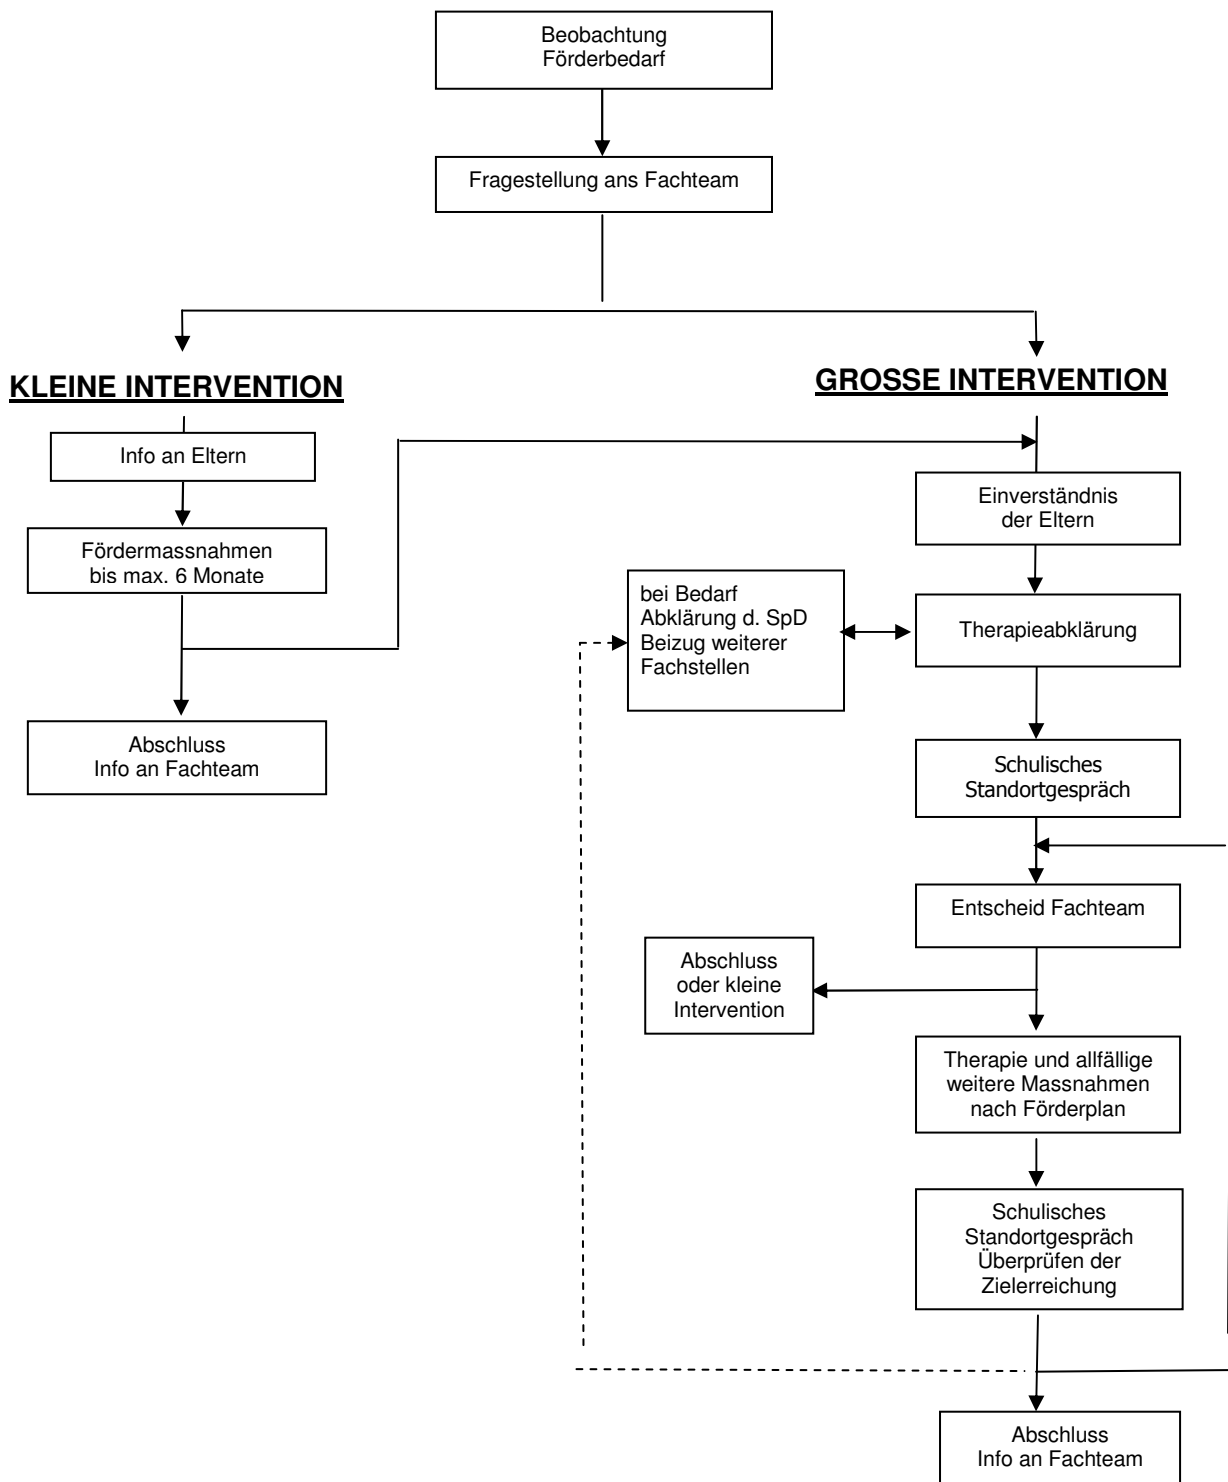 Beobachtung
Förderbedarf
Fragestellung ans Fachteam
KLEINE INTERVENTION
Info an Eltern
Fördermassnahmen
bis max. 6 Monate
Abschluss
Info an Fachteam
GROSSE INTERVENTION
Einverständnis
der Eltern
bei Bedarf
Abklärung d. SpD
Beizug weiterer
Fachstellen
Therapieabklärung
Schulisches
Standortgespräch
Entscheid Fachteam
Abschluss
oder kleine
Intervention
Therapie und allfällige
weitere Massnahmen
nach Förderplan
Schulisches
Standortgespräch
Überprüfen der
Zielerreichung
Abschluss
Info an Fachteam